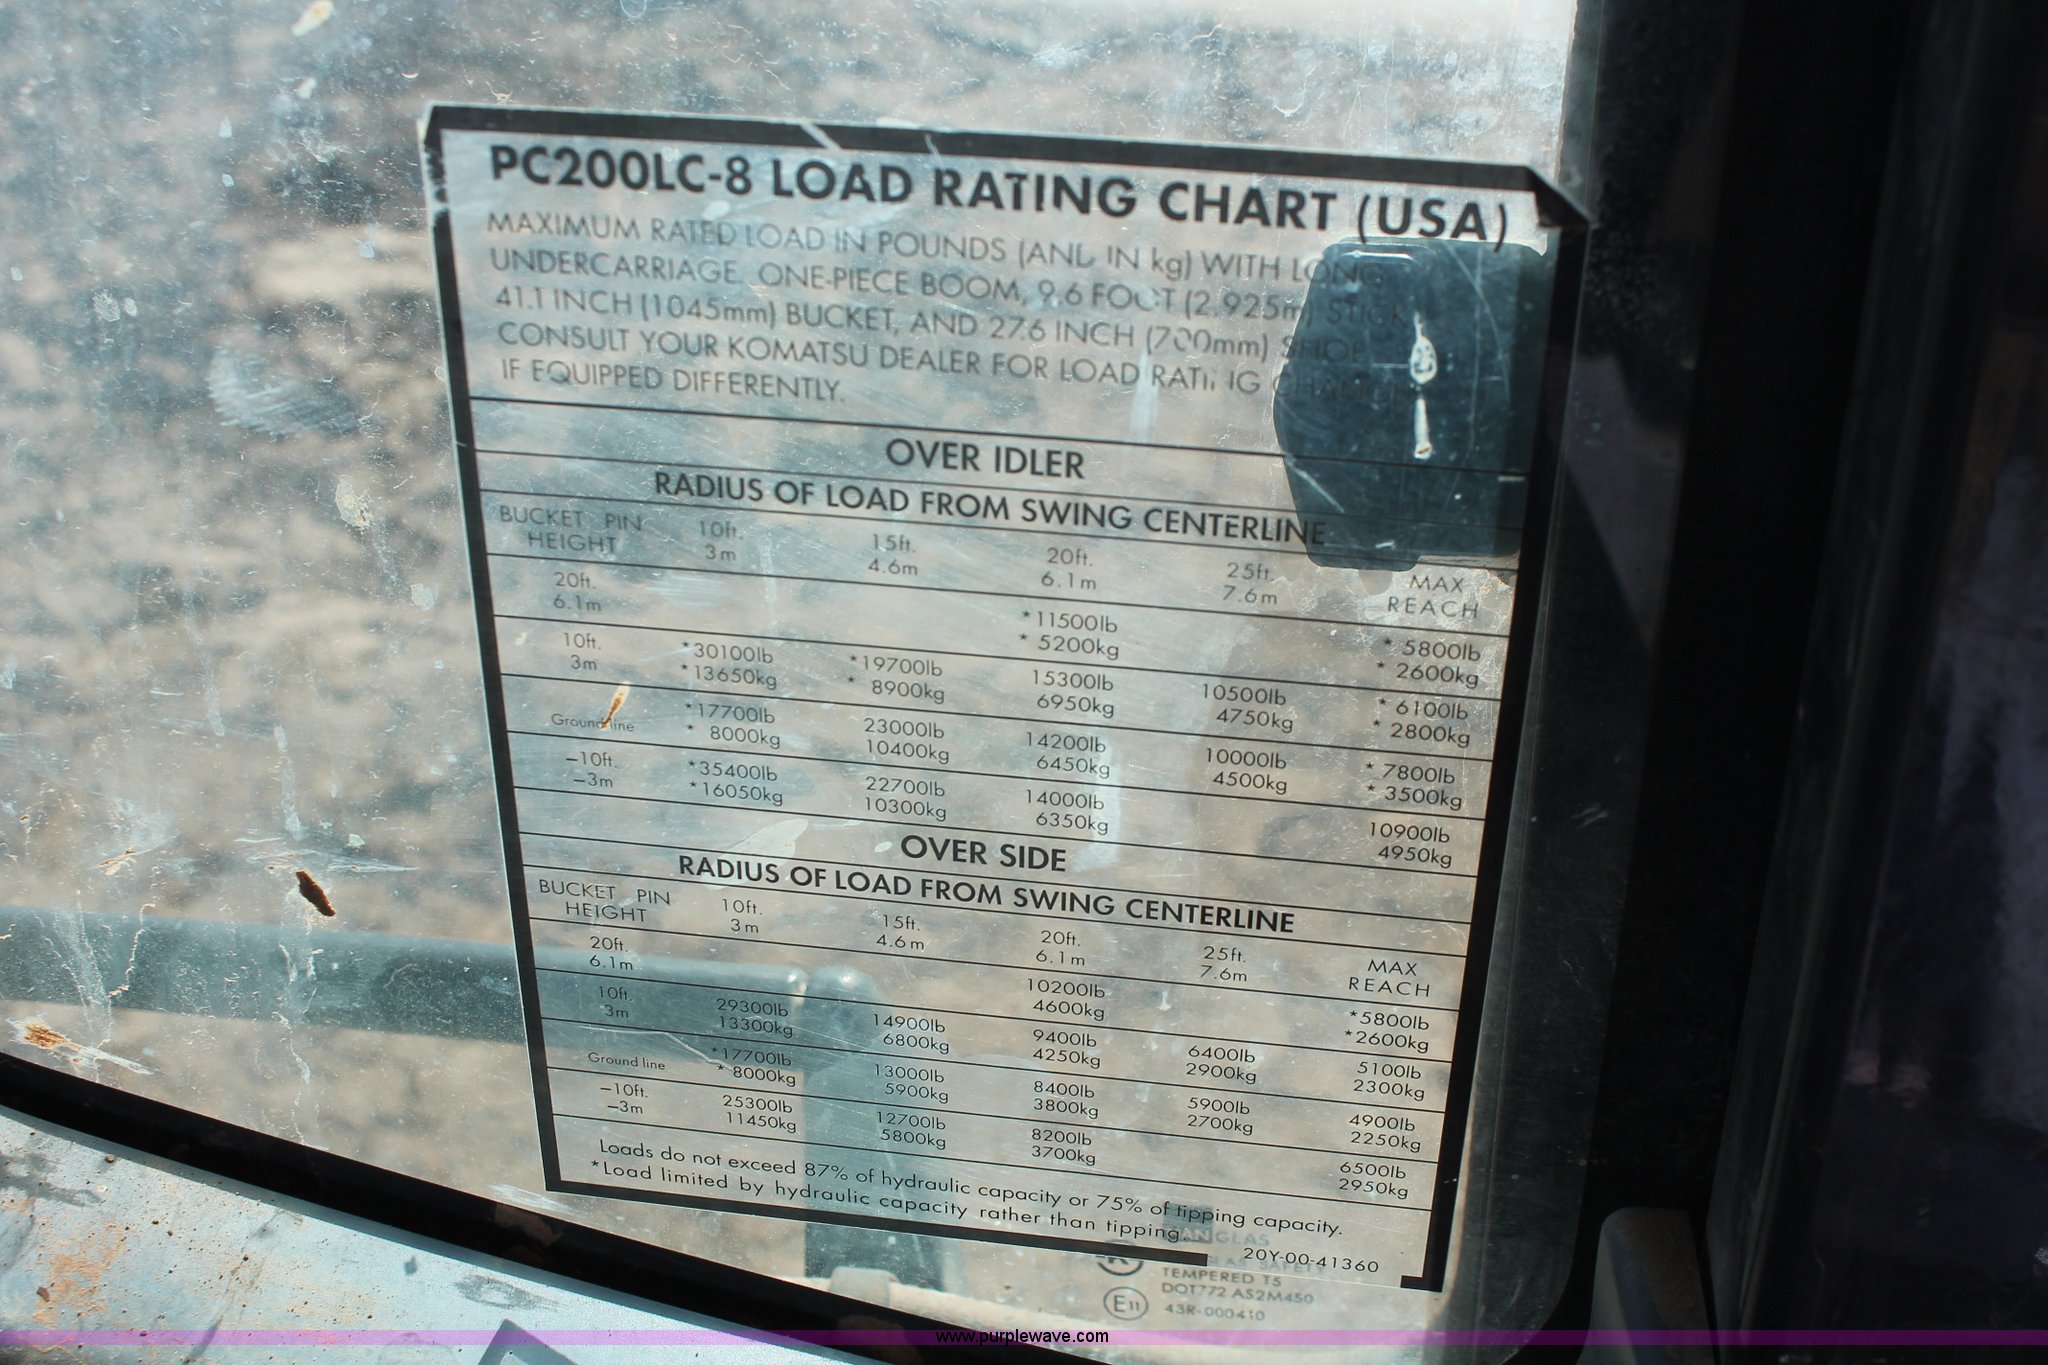 PC200LC-8 LOAD RATING CHART (USA)
MAXIMUM RATED LOAD IN POUNDS (AND IN kg) WITH LONG
UNDERCARRIAGE, ONE-PIECE BOOM, 9.6 FOOT (2.925m) STICK
41.1 INCH (1045mm) BUCKET, AND 27.6 INCH (700mm) SHOE
CONSULT YOUR KOMATSU DEALER FOR LOAD RATING CHANGE
IF EQUIPPED DIFFERENTLY.
OVER IDLER
RADIUS OF LOAD FROM SWING CENTERLINE
BUCKET PIN 10ft. 15ft. 20ft. 25ft. MAX
HEIGHT 3m 4.6m 6.1m 7.6m REACH
20ft. *11500lb *5800lb
6.1m *5200kg *2600kg
10ft. *30100lb *19700lb 15300lb 10500lb *6100lb
3m *13650kg *8900kg 6950kg 4750kg *2800kg
Ground line *17700lb 23000lb 14200lb 10000lb *7800lb
*8000kg 10400kg 6450kg 4500kg *3500kg
–10ft. *35400lb 22700lb 14000lb 10900lb
–3m *16050kg 10300kg 6350kg 4950kg
OVER SIDE
RADIUS OF LOAD FROM SWING CENTERLINE
BUCKET PIN 10ft. 15ft. 20ft. 25ft. MAX
HEIGHT 3m 4.6m 6.1m 7.6m REACH
20ft. 10200lb *5800lb
6.1m 4600kg *2600kg
10ft. 29300lb 14900lb 9400lb 6400lb 5100lb
3m 13300kg 6800kg 4250kg 2900kg 2300kg
Ground line *17700lb 13000lb 8400lb 5900lb 4900lb
*8000kg 5900kg 3800kg 2700kg 2250kg
–10ft. 25300lb 12700lb 8200lb 6500lb
–3m 11450kg 5800kg 3700kg 2950kg
Loads do not exceed 87% of hydraulic capacity or 75% of tipping capacity.
*Load limited by hydraulic capacity rather than tipping.
20Y-00-41360
SAFETY
TEMPERED T5
DOT772 AS2M450
E11 43R-000410
www.purplewave.com